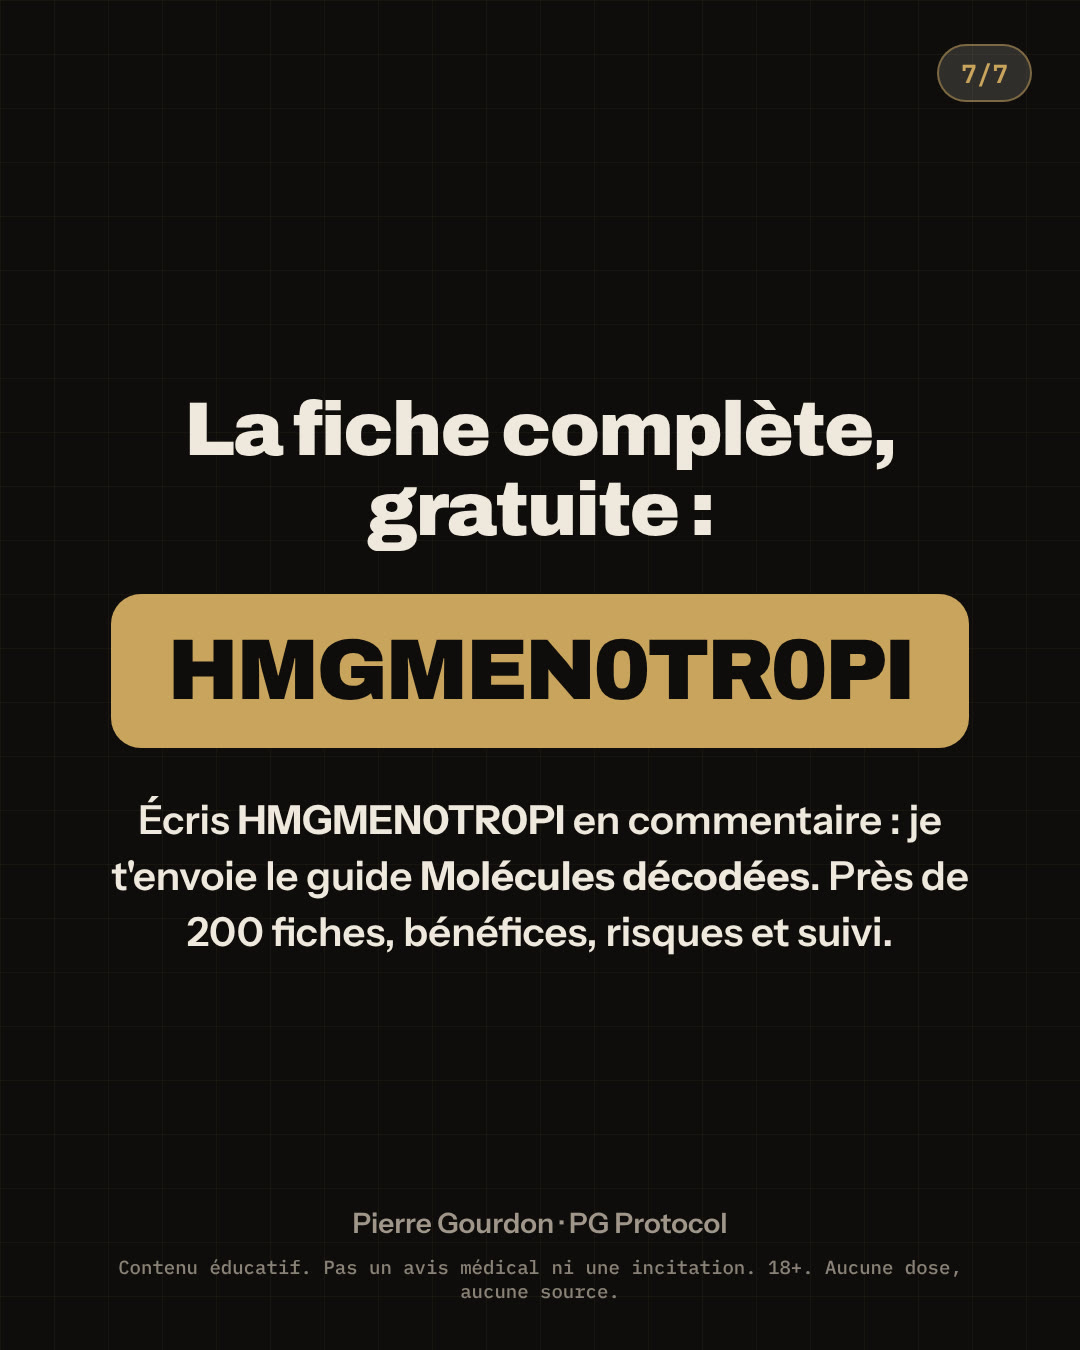 7/7
La fiche complète,
gratuite :
HMGMEN0TR0PI
Écris HMGMEN0TR0PI en commentaire : je
t'envoie le guide Molécules décodées. Près de
200 fiches, bénéfices, risques et suivi.
Pierre Gourdon · PG Protocol
Contenu éducatif. Pas un avis médical ni une incitation. 18+. Aucune dose,
aucune source.